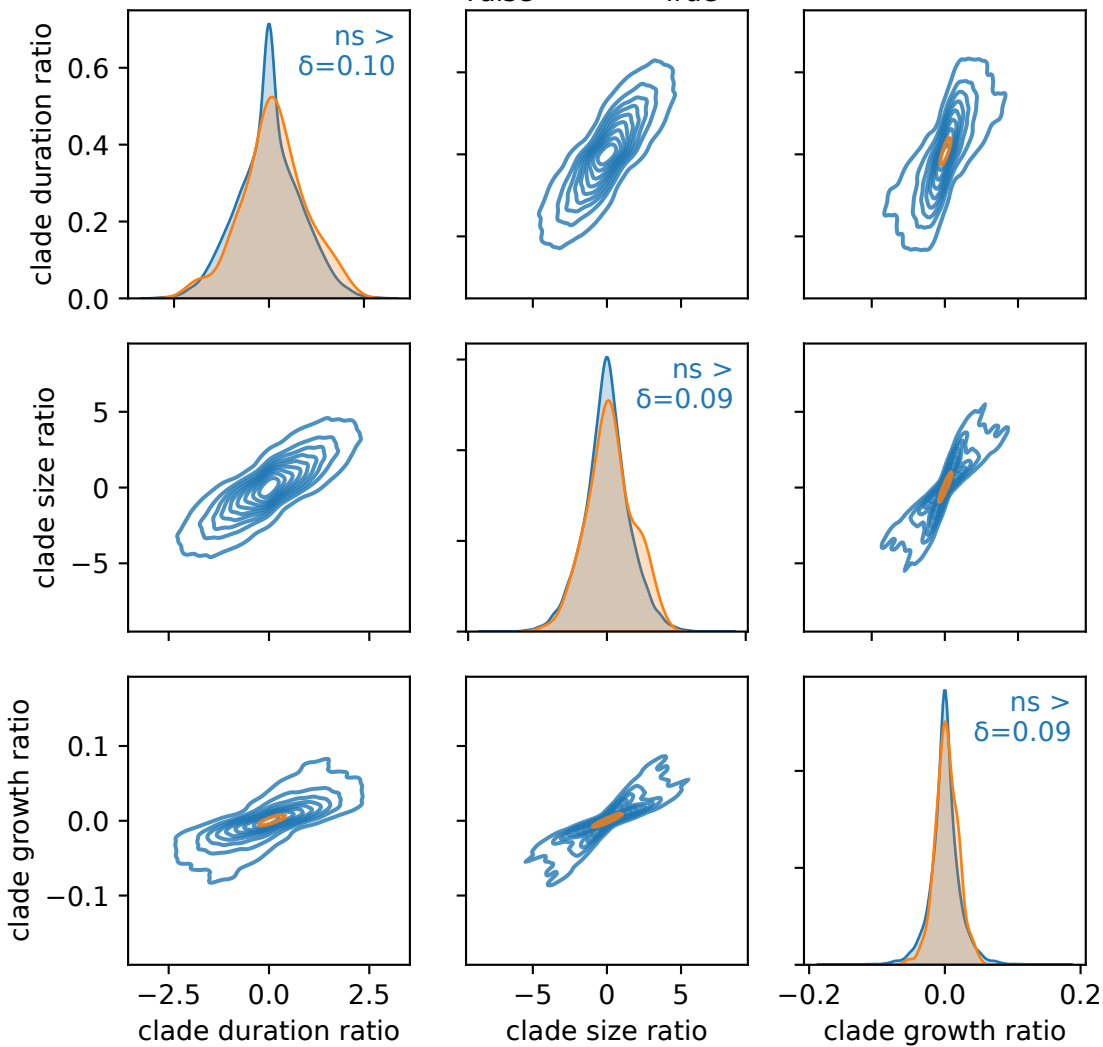 clade duration ratio
0.6
0.4
0.2
0.0
ns >
δ=0.10
clade size ratio
5
0
−5
ns >
δ=0.09
clade growth ratio
0.1
0.0
−0.1
ns >
δ=0.09
−2.5 0.0 2.5
−5 0 5
−0.2 0.0 0.2
clade duration ratio
clade size ratio
clade growth ratio